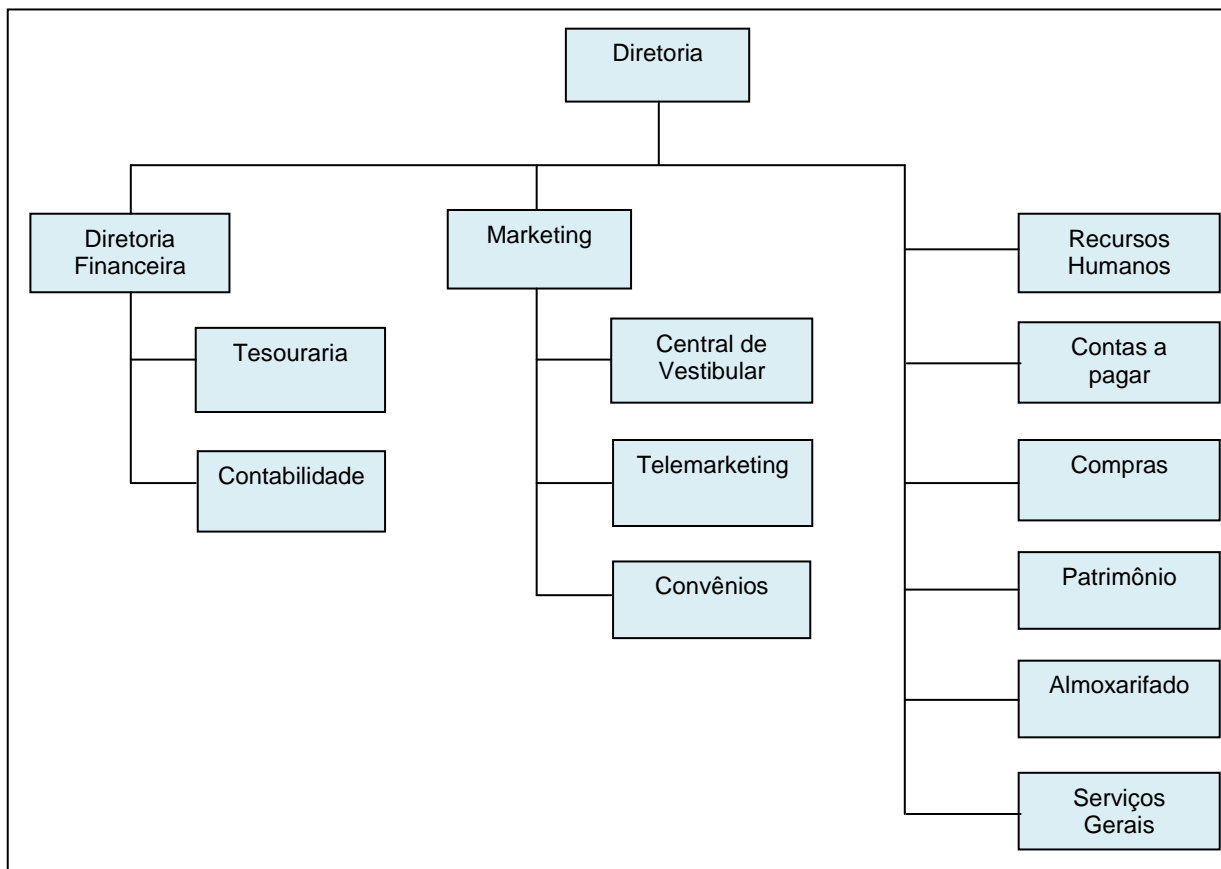 Diretoria
Diretoria
Financeira
Tesouraria
Contabilidade
Marketing
Central de
Vestibular
Telemarketing
Convênios
Recursos
Humanos
Contas a
pagar
Compras
Patrimônio
Almoxarifado
Serviços
Gerais